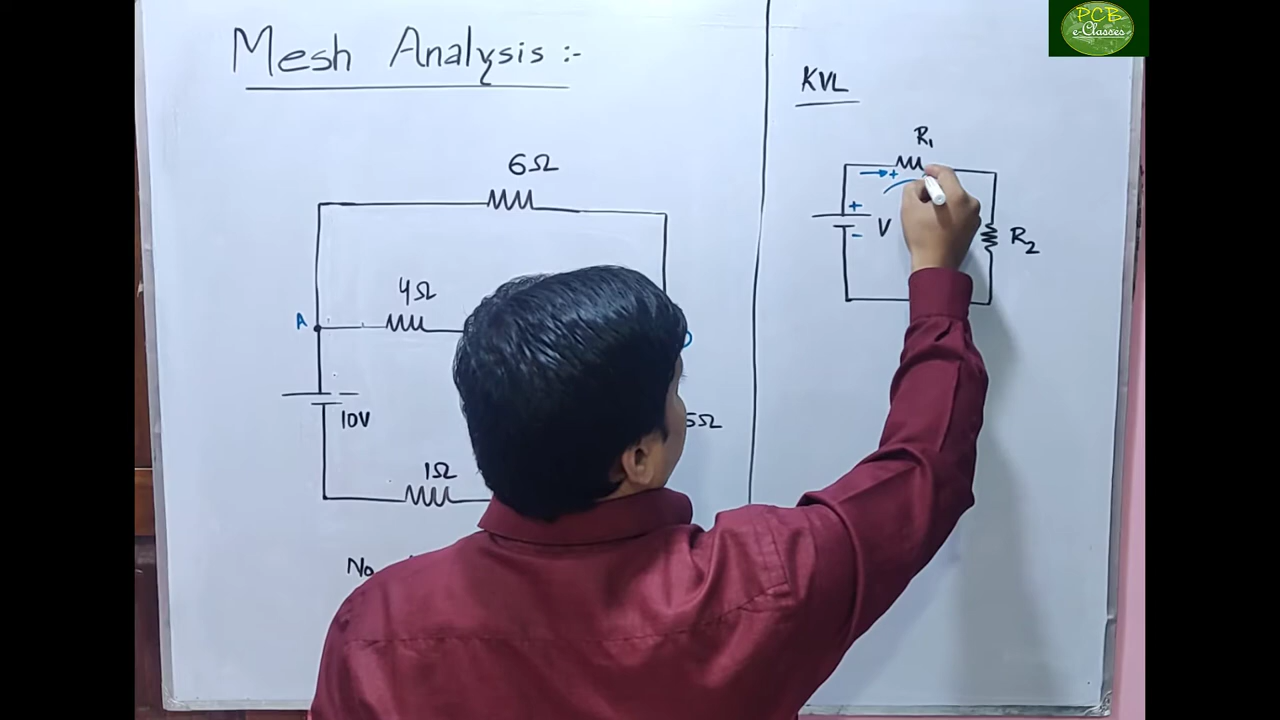 Mesh Analysis :-
6Ω
4Ω
A
10V
5Ω
1Ω
No
KVL
R1
+
+
V
-
R2
PCB
e-Classes